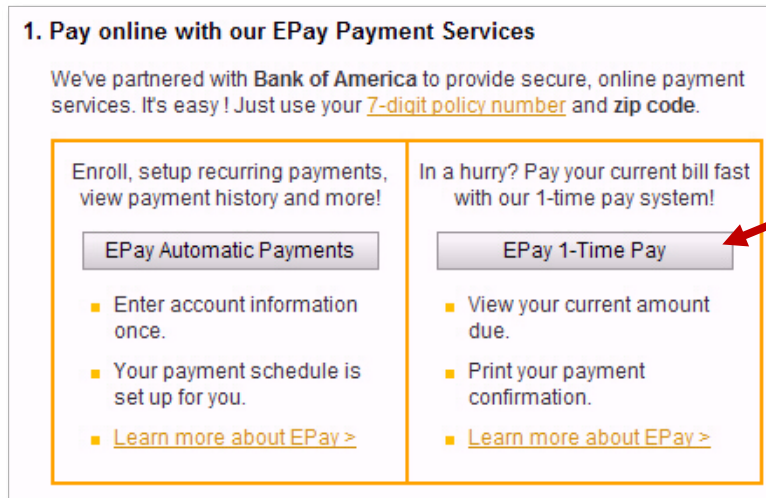 1. Pay online with our EPay Payment Services
We've partnered with Bank of America to provide secure, online payment
services. It's easy ! Just use your 7-digit policy number and zip code.
Enroll, setup recurring payments,
view payment history and more!
EPay Automatic Payments
Enter account information
once.
Your payment schedule is
set up for you.
Learn more about EPay >
In a hurry? Pay your current bill fast
with our 1-time pay system!
EPay 1-Time Pay
View your current amount
due.
Print your payment
confirmation.
Learn more about EPay >